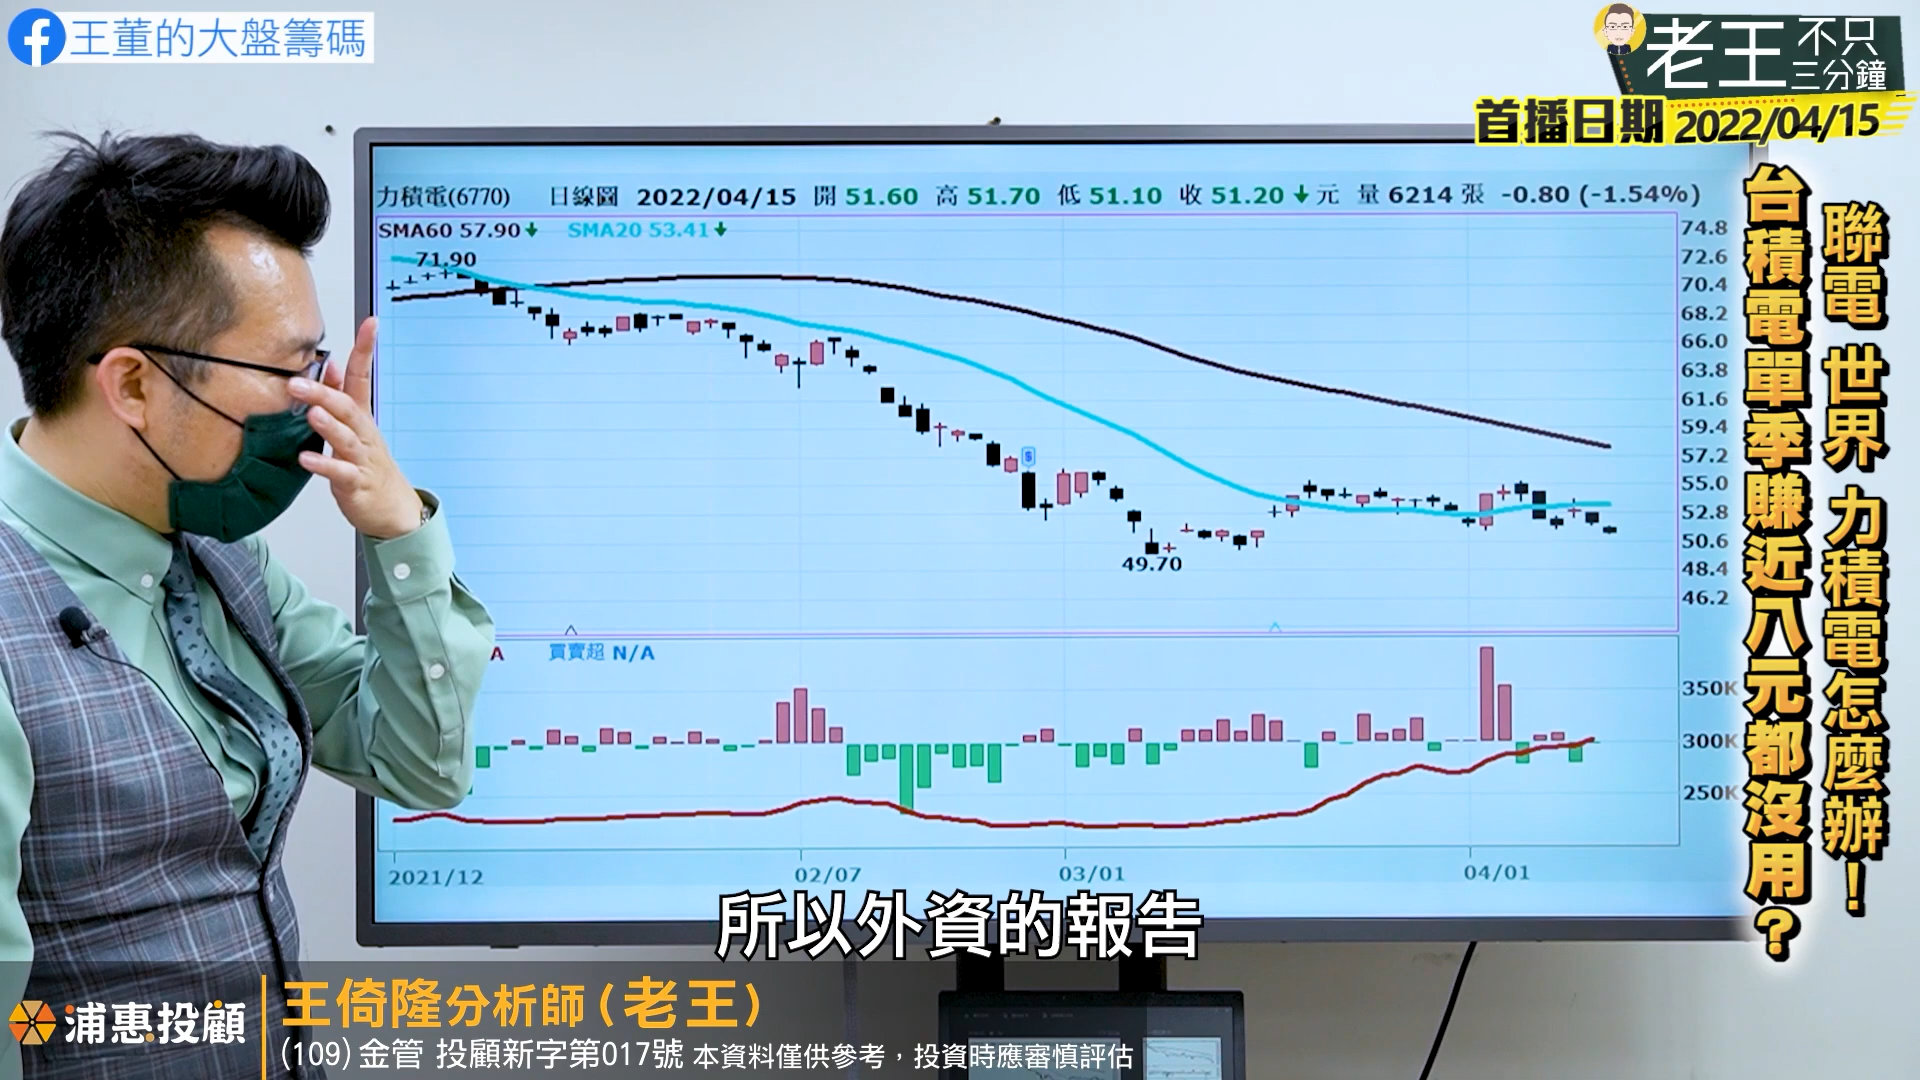 王董的大盤籌碼
老王 不只三分鐘
首播日期 2022/04/15
聯電 世界 力積電怎麼辦!
台積電單季賺近八元都沒用?
力積電(6770) 日線圖 2022/04/15 開 51.60 高 51.70 低 51.10 收 51.20↓元 量 6214 張 -0.80 (-1.54%)
SMA60 57.90↓ SMA20 53.41↓
71.90
49.70
$
74.8
72.6
70.4
68.2
66.0
63.8
61.6
59.4
57.2
55.0
52.8
50.6
48.4
46.2
A 買賣超 N/A
350K
300K
250K
2021/12 02/07 03/01 04/01
所以外資的報告
浦惠投顧
王倚隆分析師(老王)
(109) 金管 投顧新字第017號 本資料僅供參考，投資時應審慎評估